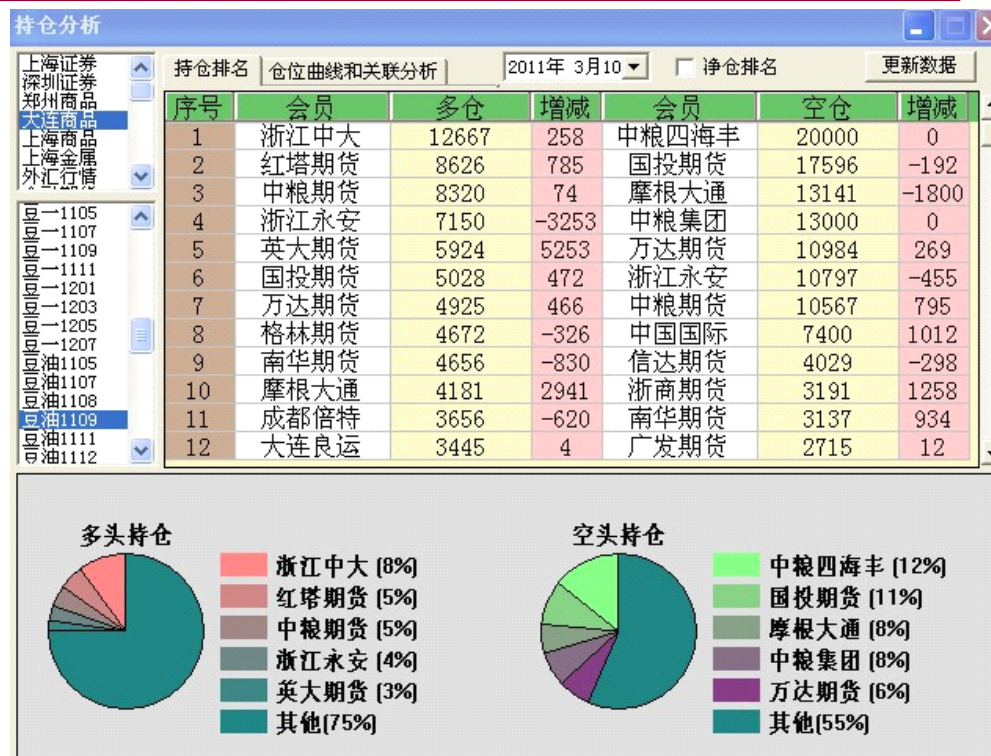 持仓分析
上海证券
深圳证券
郑州商品
大连商品
上海商品
上海金属
外汇行情
豆一1105
豆一1107
豆一1109
豆一1111
豆一1201
豆一1203
豆一1205
豆一1207
豆油1105
豆油1107
豆油1108
豆油1109
豆油1111
豆油1112
持仓排名 仓位曲线和关联分析 2011年 3月10 净仓排名 更新数据
序号 会员 多仓 增减 会员 空仓 增减
1 浙江中大 12667 258 中粮四海丰 20000 0
2 红塔期货 8626 785 国投期货 17596 -192
3 中粮期货 8320 74 摩根大通 13141 -1800
4 浙江永安 7150 -3253 中粮集团 13000 0
5 英大期货 5924 5253 万达期货 10984 269
6 国投期货 5028 472 浙江永安 10797 -455
7 万达期货 4925 466 中粮期货 10567 795
8 格林期货 4672 -326 中国国际 7400 1012
9 南华期货 4656 -830 信达期货 4029 -298
10 摩根大通 4181 2941 浙商期货 3191 1258
11 成都倍特 3656 -620 南华期货 3137 934
12 大连良运 3445 4 广发期货 2715 12
多头持仓
浙江中大 (8%)
红塔期货 (5%)
中粮期货 (5%)
浙江永安 (4%)
英大期货 (3%)
其他(75%)
空头持仓
中粮四海丰 (12%)
国投期货 (11%)
摩根大通 (8%)
中粮集团 (8%)
万达期货 (6%)
其他(55%)